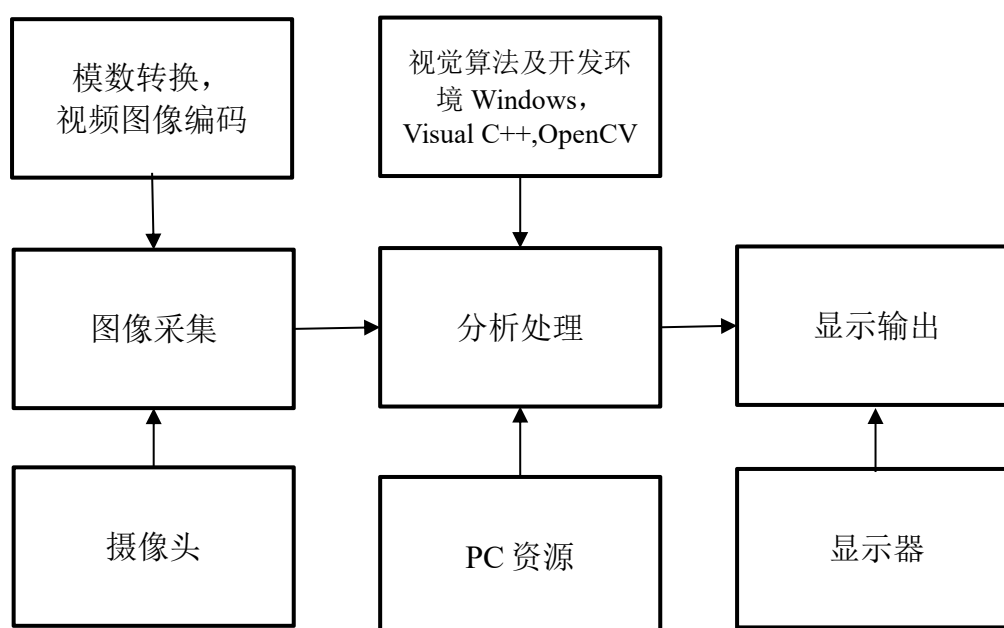 模数转换，
视频图像编码
视觉算法及开发环
境 Windows，
Visual C++,OpenCV
图像采集
分析处理
显示输出
摄像头
PC 资源
显示器